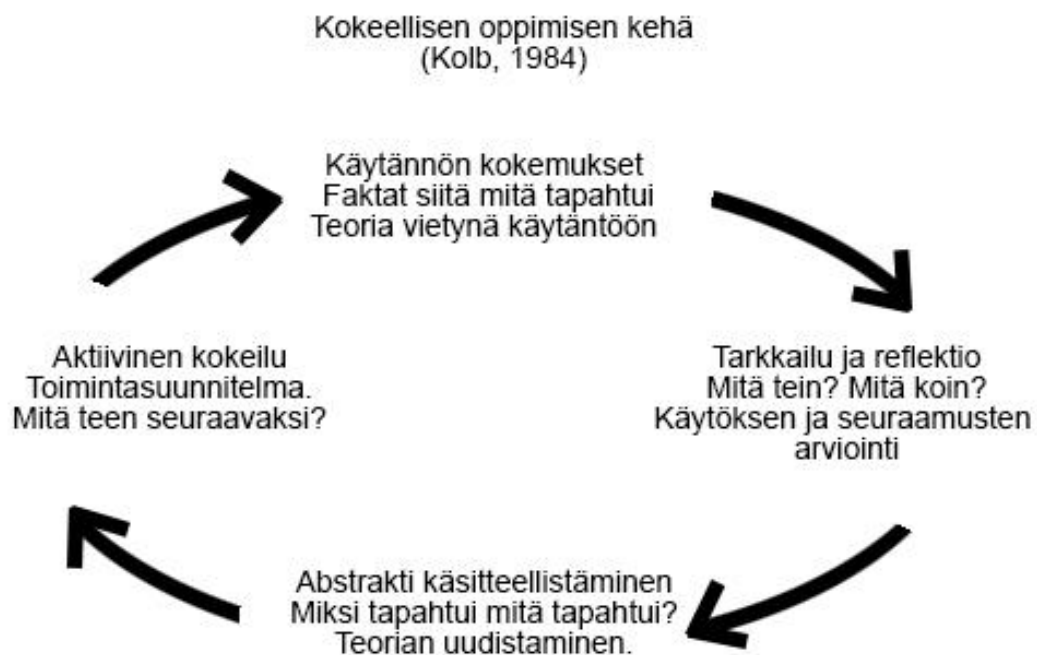 Kokeellisen oppimisen kehä
(Kolb, 1984)
Käytännön kokemukset
Faktat siitä mitä tapahtui
Teoria vietynä käytäntöön
Tarkkailu ja reflektio
Mitä tein? Mitä koin?
Käytöksen ja seuraamusten
arviointi
Abstrakti käsitteellistäminen
Miksi tapahtui mitä tapahtui?
Teorian uudistaminen.
Aktiivinen kokeilu
Toimintasuunnitelma.
Mitä teen seuraavaksi?